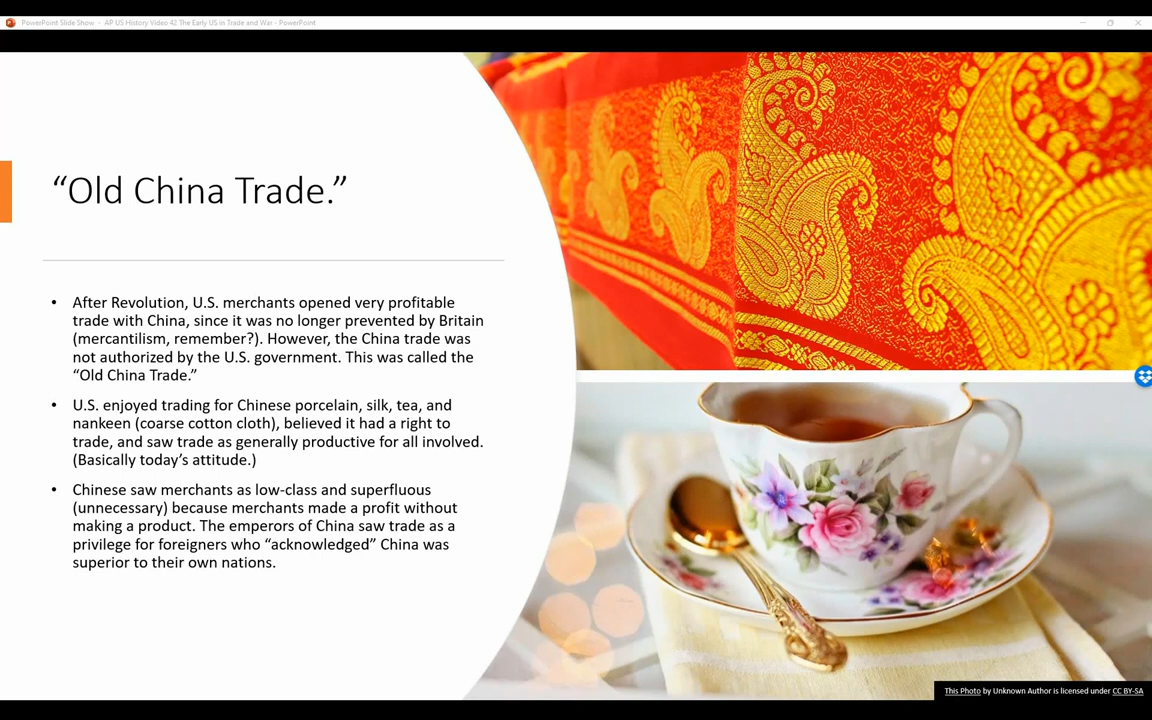 PowerPoint Slide Show - AP US History Video 42 The Early US in Trade and War - PowerPoint
“Old China Trade.”
• After Revolution, U.S. merchants opened very profitable
trade with China, since it was no longer prevented by Britain
(mercantilism, remember?). However, the China trade was
not authorized by the U.S. government. This was called the
“Old China Trade.”
• U.S. enjoyed trading for Chinese porcelain, silk, tea, and
nankeen (coarse cotton cloth), believed it had a right to
trade, and saw trade as generally productive for all involved.
(Basically today’s attitude.)
• Chinese saw merchants as low-class and superfluous
(unnecessary) because merchants made a profit without
making a product. The emperors of China saw trade as a
privilege for foreigners who “acknowledged” China was
superior to their own nations.
This Photo by Unknown Author is licensed under CC BY-SA